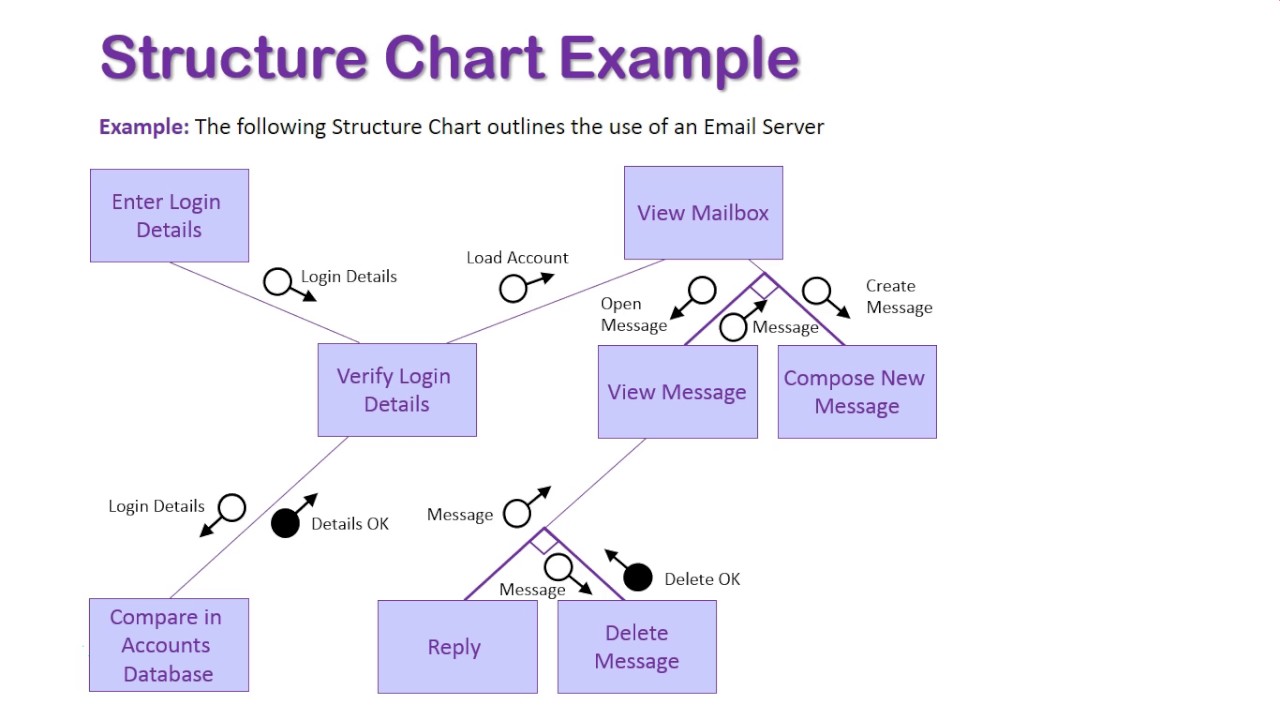 Structure Chart Example
Example: The following Structure Chart outlines the use of an Email Server
Enter Login
Details
View Mailbox
Login Details
Load Account
Open
Message
Message
Create
Message
Verify Login
Details
View Message
Compose New
Message
Login Details
Details OK
Message
Message
Delete OK
Compare in
Accounts
Database
Reply
Delete
Message